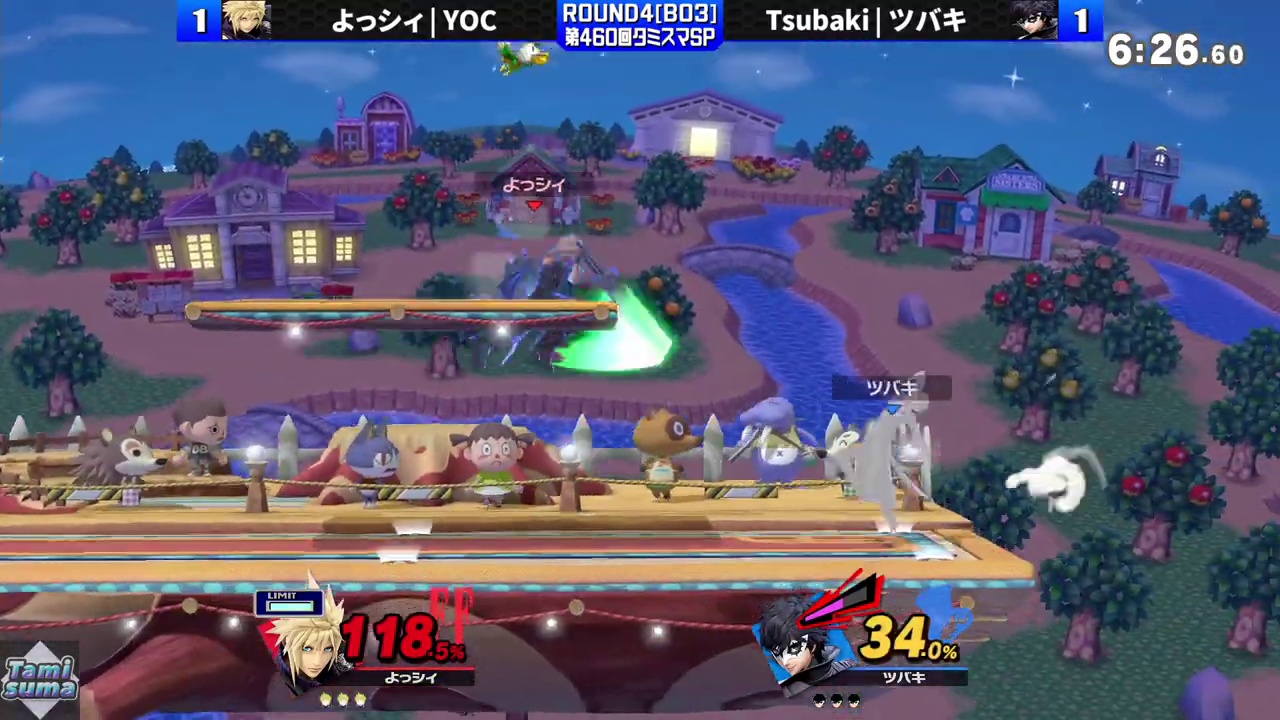 1
よっシィ | YOC
ROUND4[BO3]
第460回タミスマSP
Tsubaki | ツバキ
1
6:26.60
よっシィ
ツバキ
LIMIT
118.5%
よっシィ
34.0%
ツバキ
Tami
suma